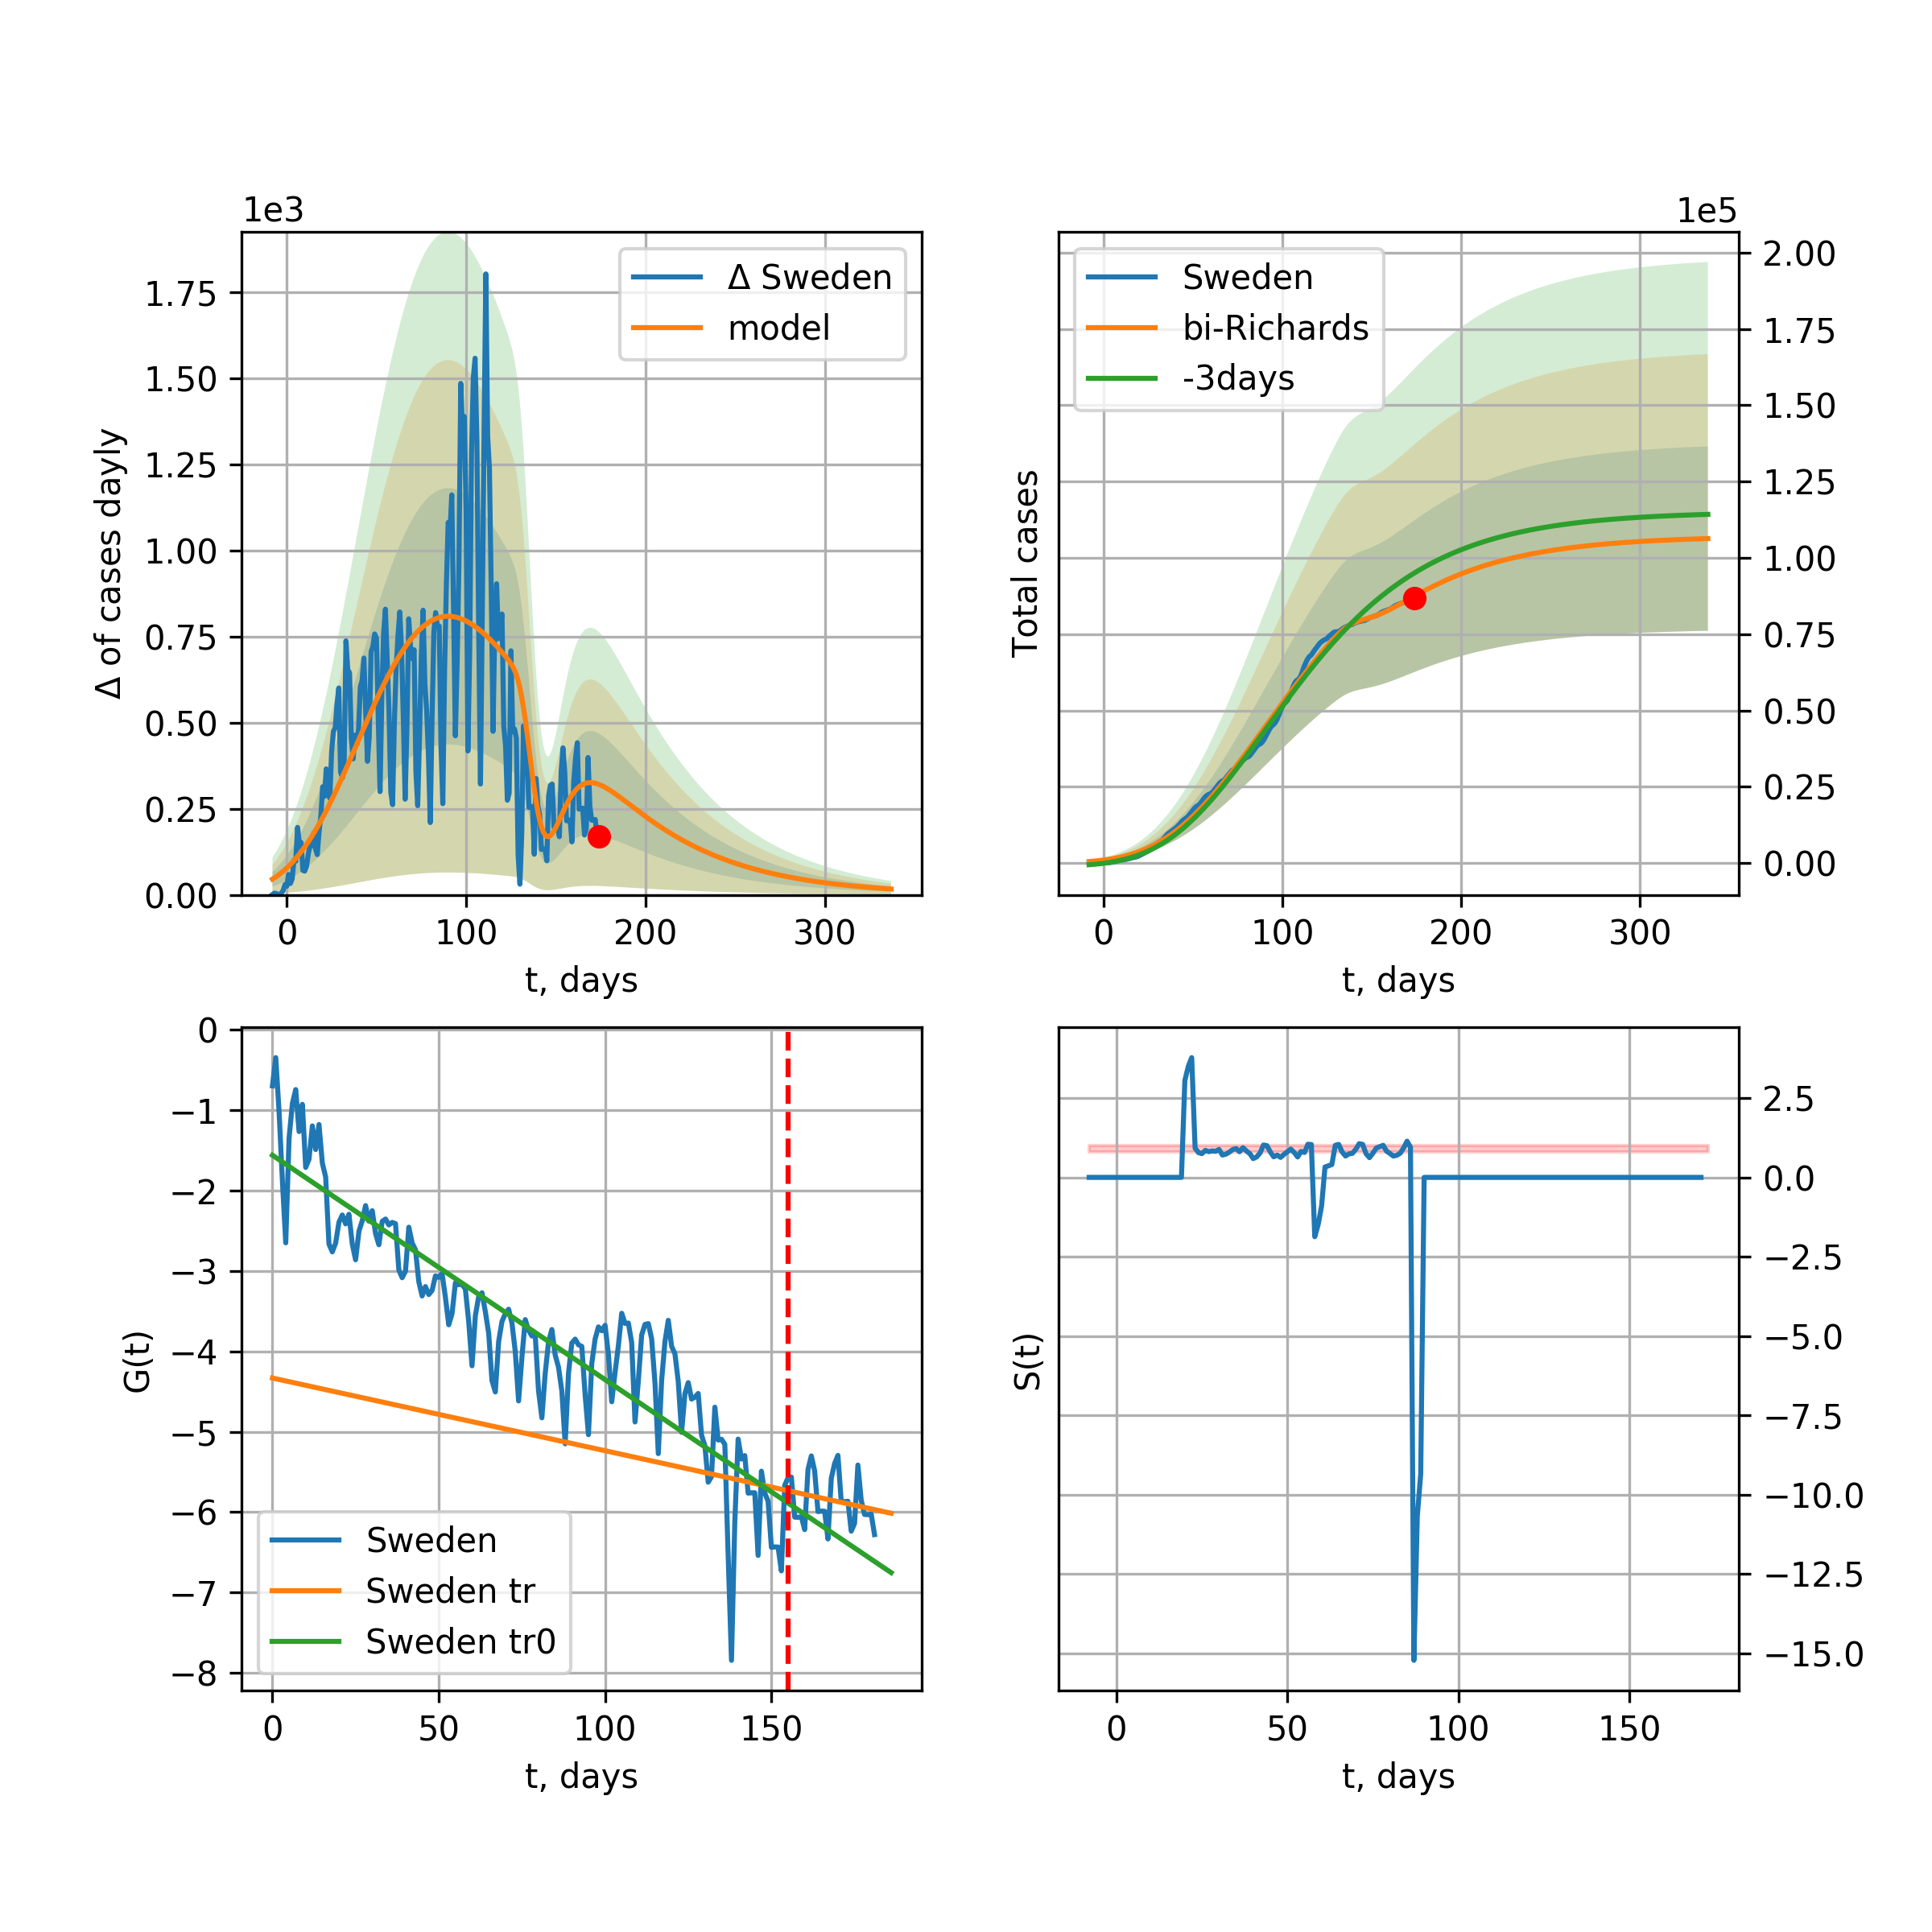 1e3
Δ of cases dayly
1.75
1.50
1.25
1.00
0.75
0.50
0.25
0.00
0 100 200 300
t, days
Δ Sweden
model
1e5
Total cases
2.00
1.75
1.50
1.25
1.00
0.75
0.50
0.25
0.00
0 100 200 300
t, days
Sweden
bi-Richards
-3days
G(t)
0
−1
−2
−3
−4
−5
−6
−7
−8
0 50 100 150
t, days
Sweden
Sweden tr
Sweden tr0
S(t)
2.5
0.0
−2.5
−5.0
−7.5
−10.0
−12.5
−15.0
0 50 100 150
t, days